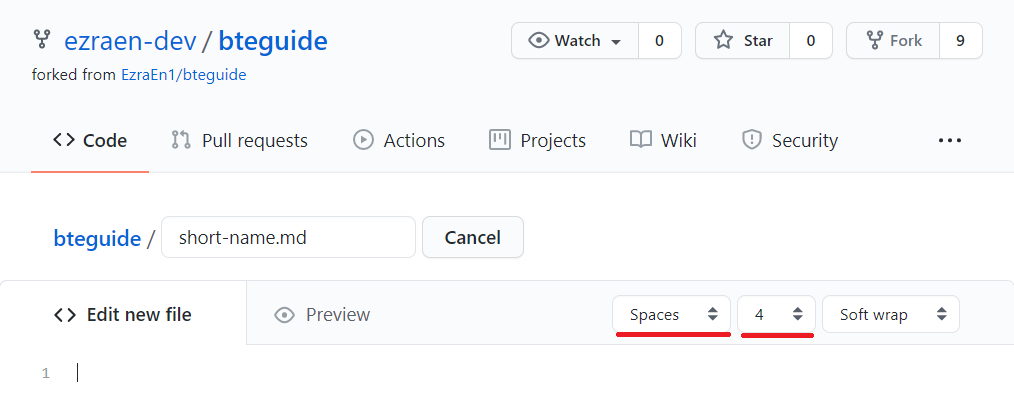 ezraen-dev / bteguide Watch 0 Star 0 Fork 9
forked from EzraEn1/bteguide
Code Pull requests Actions Projects Wiki Security ...
bteguide / short-name.md Cancel
Edit new file Preview Spaces 4 Soft wrap
1